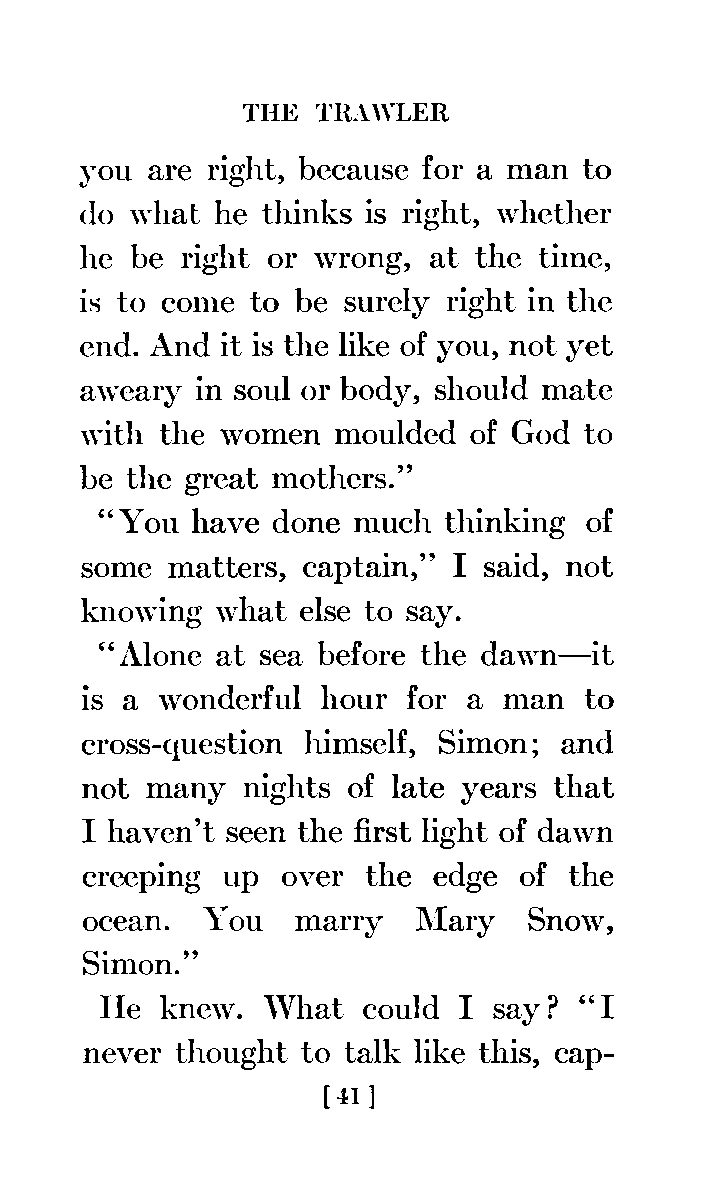 THE TRAWLER
you are right, because for a man to
do what he thinks is right, whether
he be right or wrong, at the time,
is to come to be surely right in the
end. And it is the like of you, not yet
aweary in soul or body, should mate
with the women moulded of God to
be the great mothers.”
“You have done much thinking of
some matters, captain,” I said, not
knowing what else to say.
“Alone at sea before the dawn—it
is a wonderful hour for a man to
cross-question himself, Simon; and
not many nights of late years that
I haven’t seen the first light of dawn
creeping up over the edge of the
ocean. You marry Mary Snow,
Simon.”
He knew. What could I say? “I
never thought to talk like this, cap-
[ 41 ]